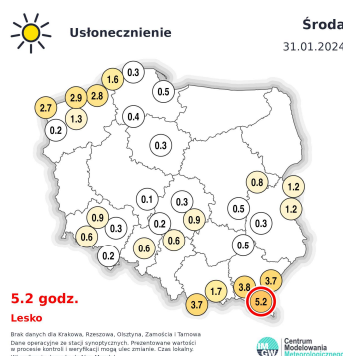 Usłonecznienie
Środa
31.01.2024
0.3
1.6
0.5
2.9
2.8
2.7
1.3
0.4
0.2
0.3
0.8
1.2
0.1
0.3
0.5
1.2
0.9
0.2
0.9
0.3
0.3
0.6
0.6
0.6
0.2
3.7
3.8
1.7
5.2
3.7
5.2 godz.
Lesko
Brak danych dla Krakowa, Rzeszowa, Olsztyna, Zamościa i Tarnowa
Dane operacyjne ze stacji synoptycznych. Prezentowane wartości
w procesie kontroli i weryfikacji mogą ulec zmianie. Czas lokalny.
Centrum
Modelowania
Meteorologicznego
IM
GW